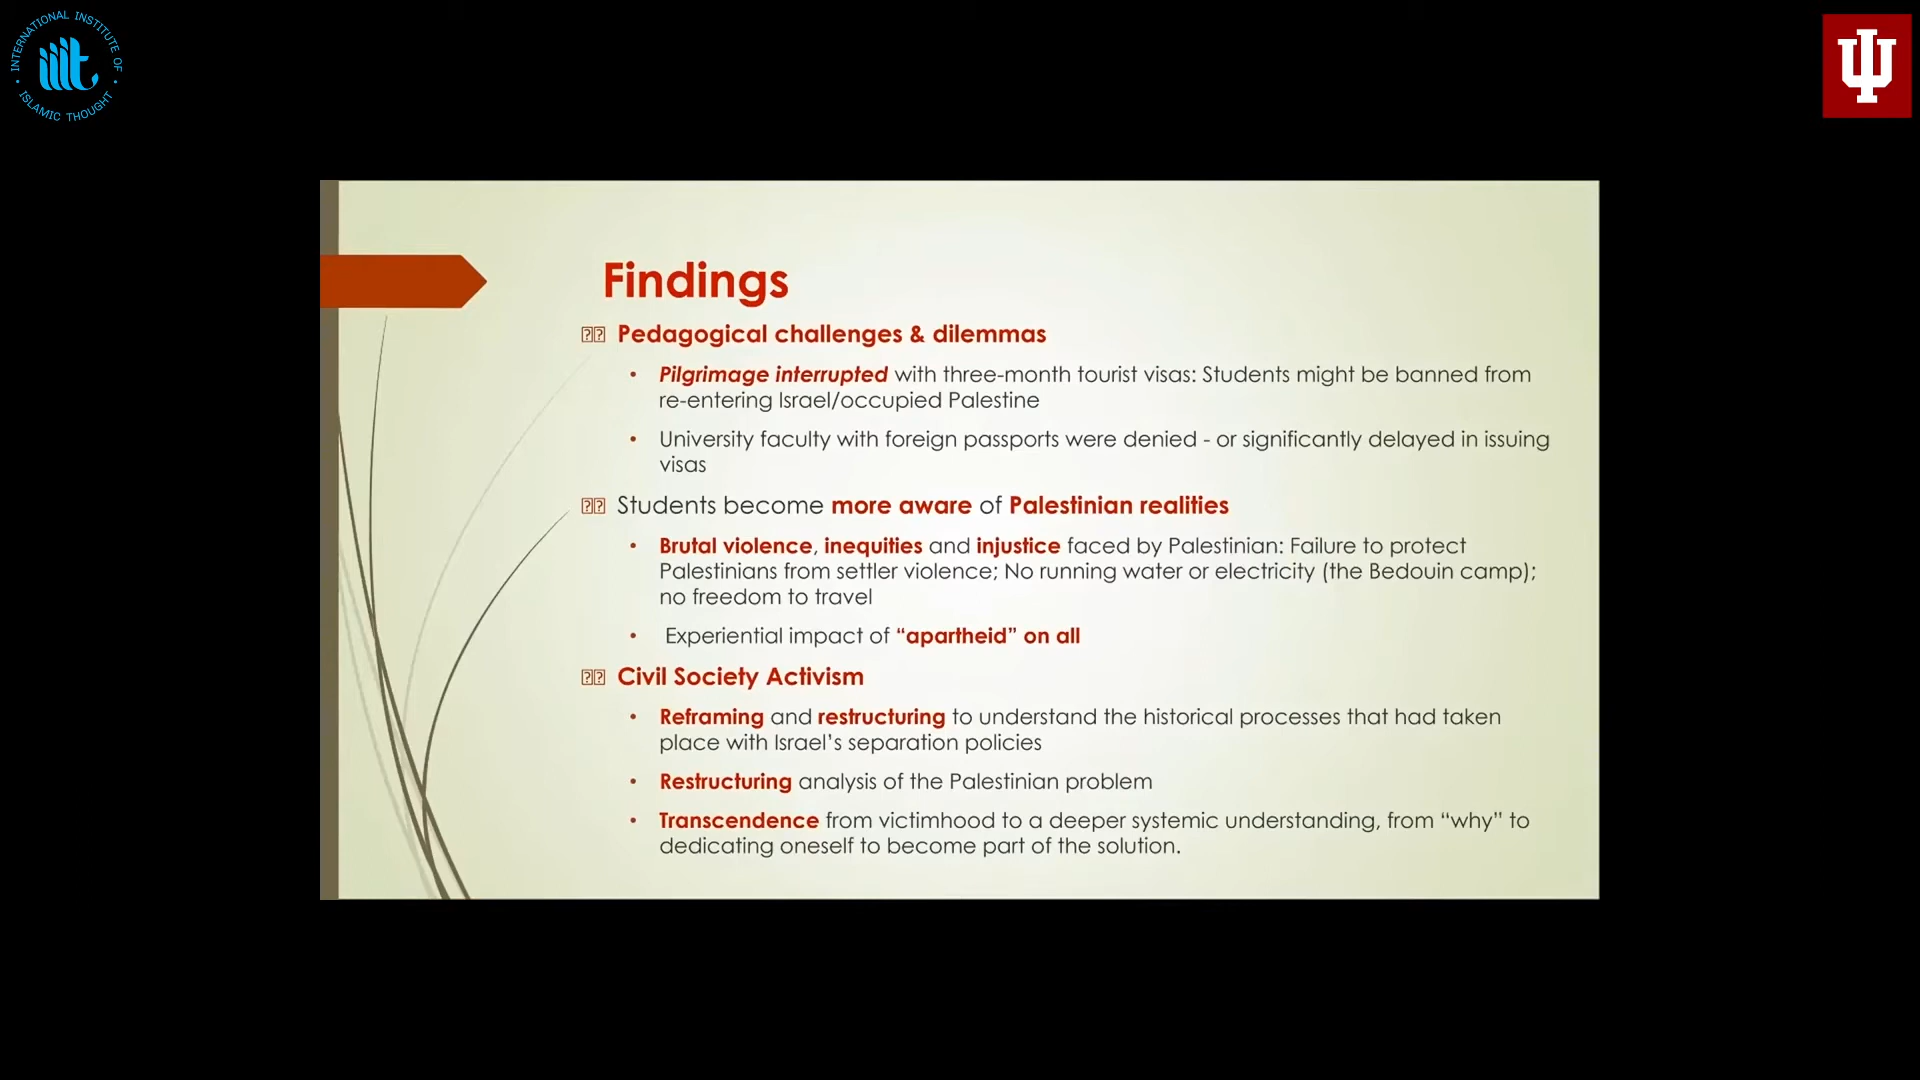 INTERNATIONAL INSTITUTE OF
ISLAMIC THOUGHT
iiit
Findings
Pedagogical challenges & dilemmas
• Pilgrimage interrupted with three-month tourist visas: Students might be banned from
re-entering Israel/occupied Palestine
• University faculty with foreign passports were denied - or significantly delayed in issuing
visas
Students become more aware of Palestinian realities
• Brutal violence, inequities and injustice faced by Palestinian: Failure to protect
Palestinians from settler violence; No running water or electricity (the Bedouin camp);
no freedom to travel
• Experiential impact of “apartheid” on all
Civil Society Activism
• Reframing and restructuring to understand the historical processes that had taken
place with Israel’s separation policies
• Restructuring analysis of the Palestinian problem
• Transcendence from victimhood to a deeper systemic understanding, from “why” to
dedicating oneself to become part of the solution.